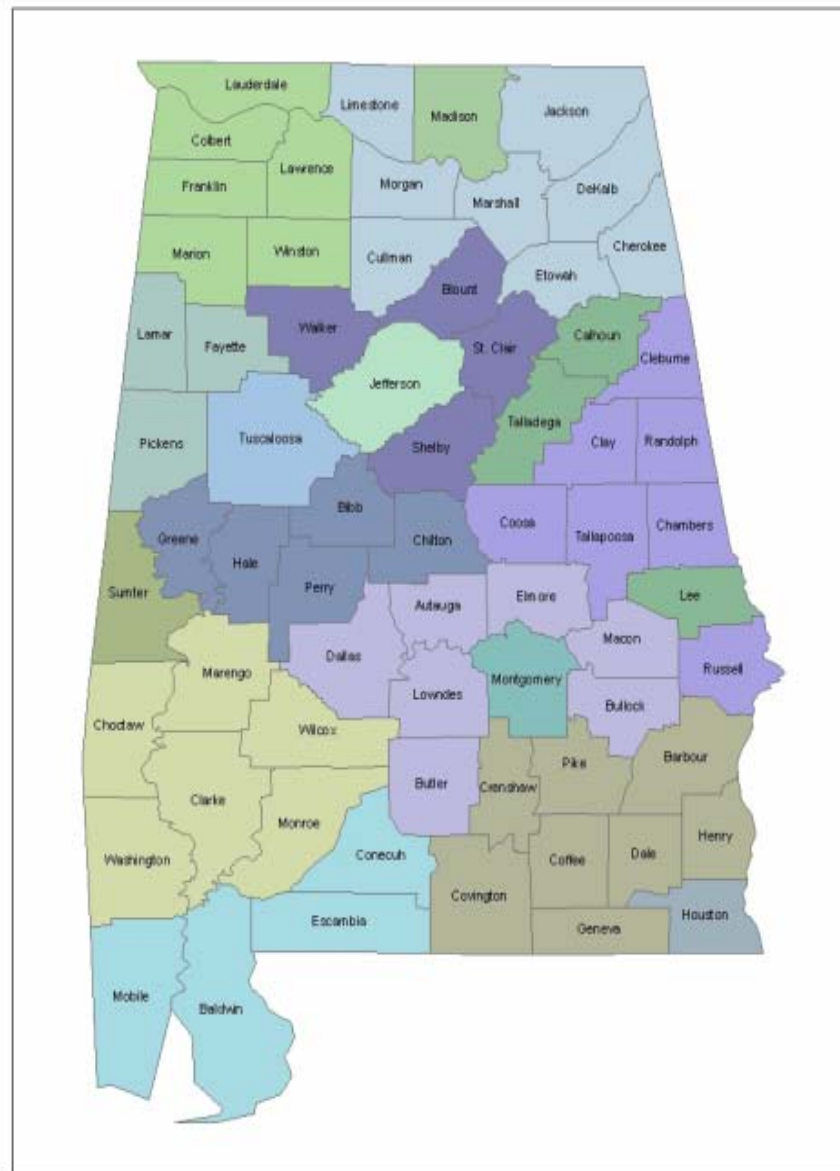 Lauderdale
Limestone
Madison
Jackson
Colbert
Lawrence
Franklin
Morgan
Marshall
DeKalb
Marion
Winston
Cullman
Etowah
Cherokee
Blount
Lamar
Fayette
Walker
St. Clair
Calhoun
Cleburne
Jefferson
Pickens
Tuscaloosa
Shelby
Talladega
Clay
Randolph
Greene
Hale
Bibb
Chilton
Coosa
Tallapoosa
Chambers
Sumter
Perry
Autauga
Elmore
Lee
Marengo
Dallas
Lowndes
Montgomery
Macon
Russell
Bullock
Choctaw
Wilcox
Clarke
Monroe
Butler
Crenshaw
Pike
Barbour
Washington
Conecuh
Covington
Coffee
Dale
Henry
Escambia
Geneva
Houston
Mobile
Baldwin